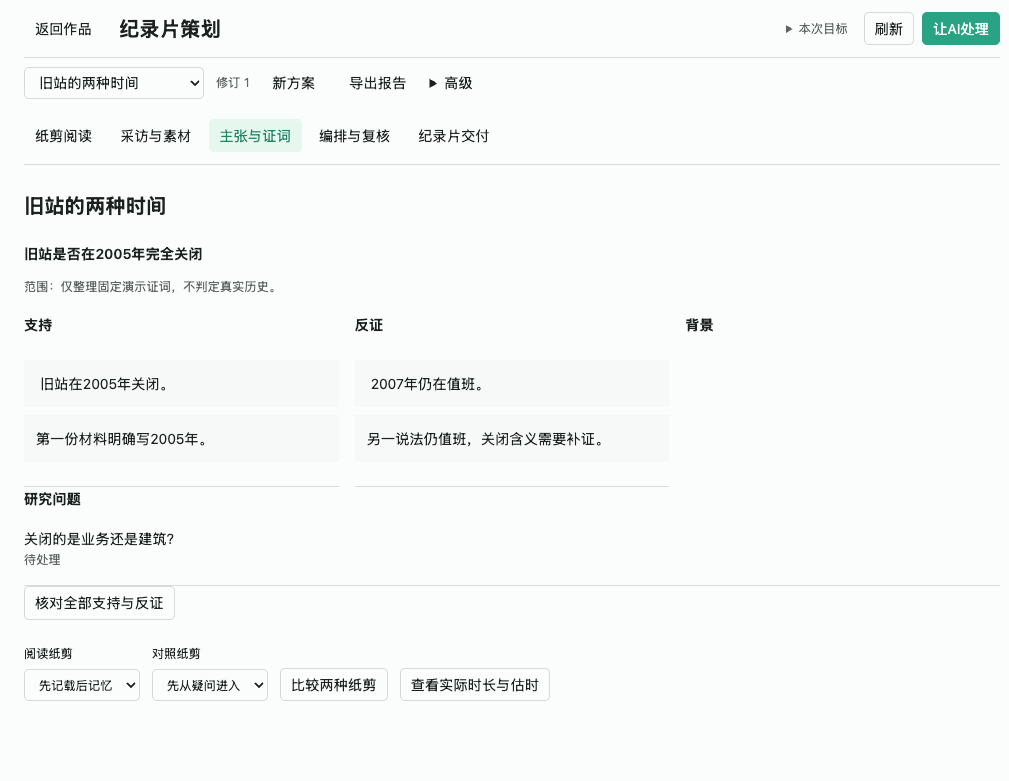 返回作品 纪录片策划 ▶ 本次目标 刷新 让AI处理
旧站的两种时间 修订 1 新方案 导出报告 ▶ 高级
纸剪阅读 采访与素材 主张与证词 编排与复核 纪录片交付
旧站的两种时间
旧站是否在2005年完全关闭
范围：仅整理固定演示证词，不判定真实历史。
支持 反证 背景
旧站在2005年关闭。 2007年仍在值班。
第一份材料明确写2005年。 另一说法仍值班，关闭含义需要补证。
研究问题
关闭的是业务还是建筑?
待处理
核对全部支持与反证
阅读纸剪 对照纸剪
先记载后记忆 先从疑问进入 比较两种纸剪 查看实际时长与估时